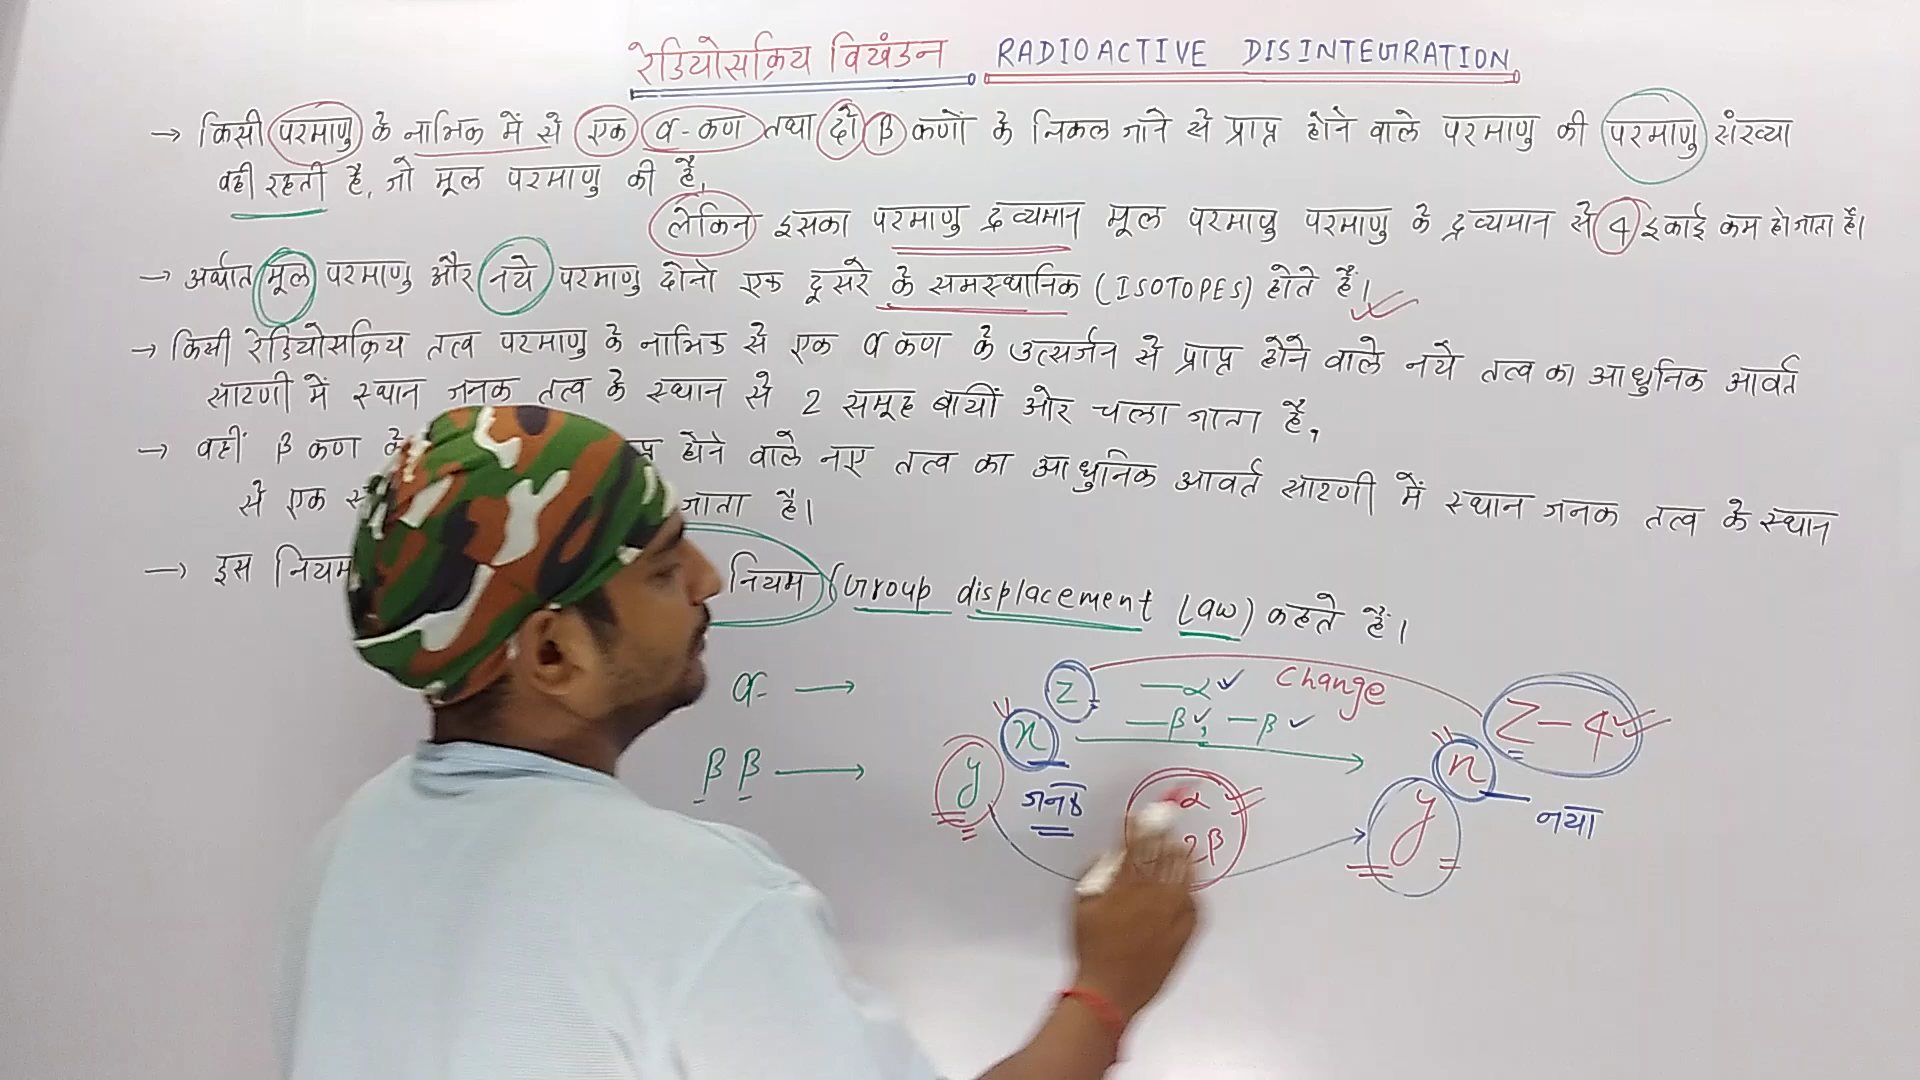 रेडियोसक्रिय विखंडन RADIOACTIVE DISINTEGRATION
→ किसी परमाणु के नाभिक में से एक α-कण तथा दो β कणों के निकल जाने से प्राप्त होने वाले परमाणु की परमाणु संख्या
वही रहती है, जो मूल परमाणु की है,
लेकिन इसका परमाणु द्रव्यमान मूल परमाणु परमाणु के द्रव्यमान से 4 इकाई कम हो जाता है।
→ अर्थात मूल परमाणु और नये परमाणु दोनो एक दूसरे के समस्थानिक (ISOTOPES) होते हैं।
→ किसी रेडियोसक्रिय तत्व परमाणु के नाभिक से एक α कण के उत्सर्जन से प्राप्त होने वाले नये तत्व का आधुनिक आवर्त
सारणी में स्थान जनक तत्व के स्थान से 2 समूह बायीं ओर चला जाता है,
→ वहीं β कण होने वाले नए तत्व का आधुनिक आवर्त सारणी में स्थान जनक तत्व के स्थान
से एक जाता है।
→ इस नियम नियम (Group displacement law) कहते हैं।
α- →
β β →
z
x
y
जनक
-α Change
-β, -β
-α
-2β
z-4
n
y
नया